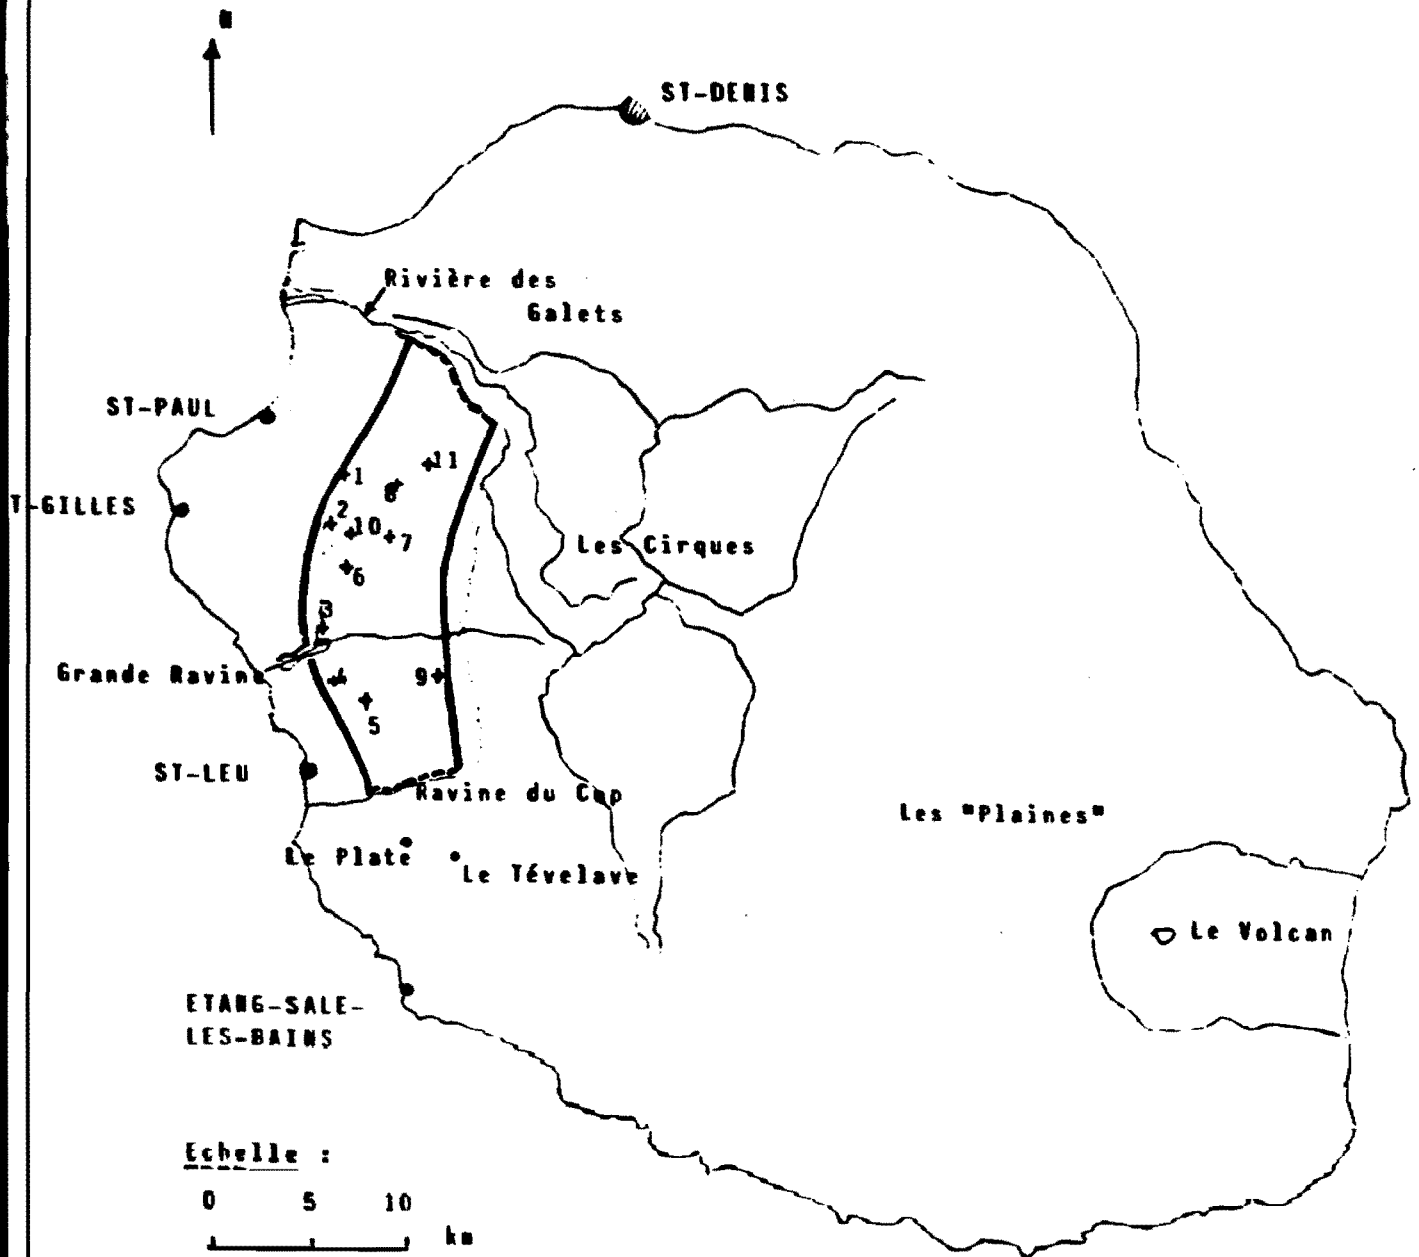 N
ST-DENIS
Rivière des
Galets
ST-PAUL
11
1
8
T-GILLES
2
10
7
Les Cirques
6
3
Grande Ravine
4
9
5
ST-LEU
Ravine du Cap
Les "Plaines"
Le Plate
Le Tévelave
Le Volcan
ETANG-SALE-
LES-BAINS
Echelle :
0 5 10
km